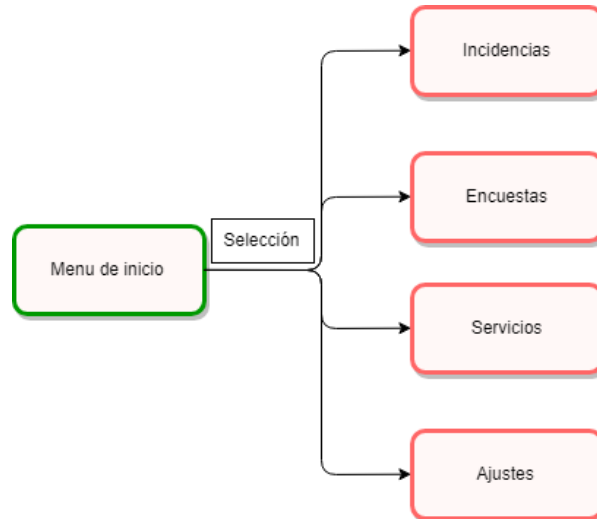 Incidencias
Encuestas
Selección
Menu de inicio
Servicios
Ajustes